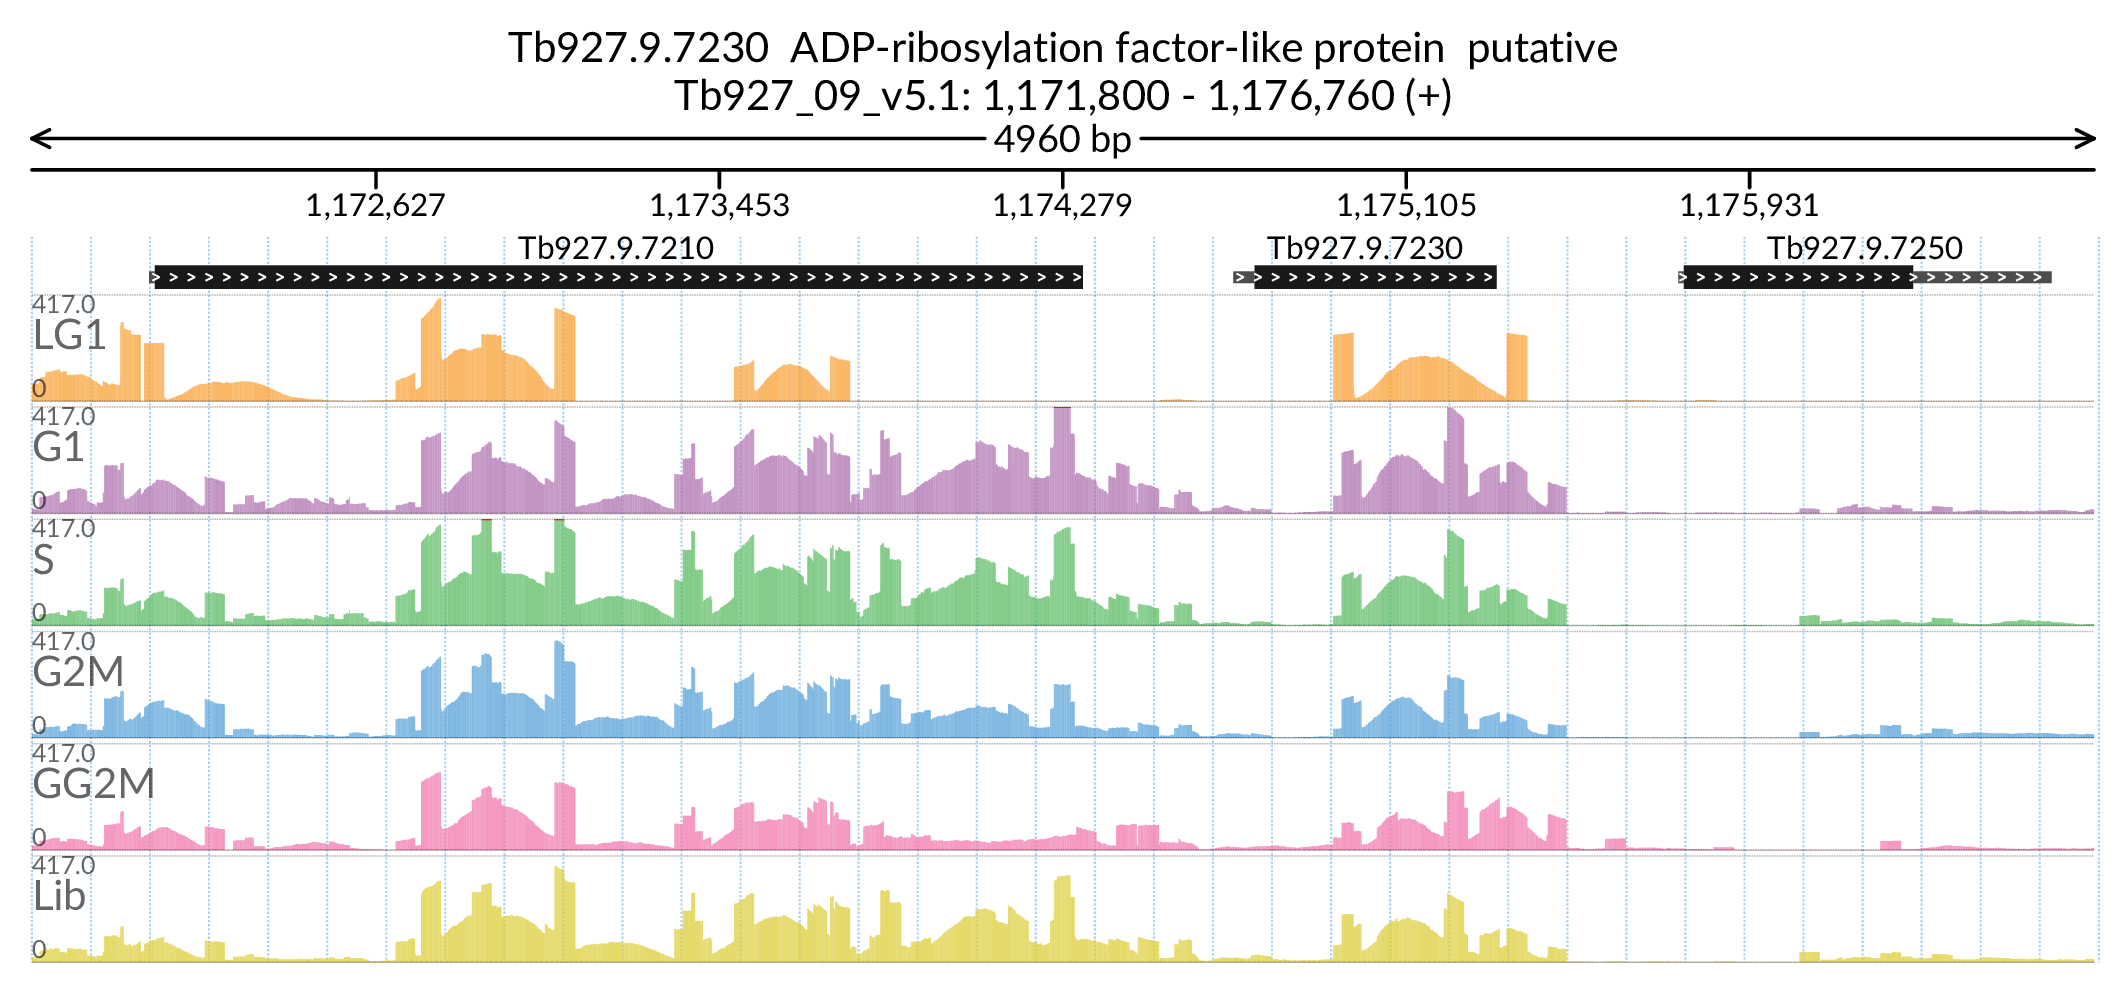 Tb927.9.7230  ADP-ribosylation factor-like protein  putative
Tb927_09_v5.1: 1,171,800 - 1,176,760 (+)
4960 bp
1,172,627 1,173,453 1,174,279 1,175,105 1,175,931
Tb927.9.7210 Tb927.9.7230 Tb927.9.7250
417.0
LG1
0
417.0
G1
0
417.0
S
0
417.0
G2M
0
417.0
GG2M
0
417.0
Lib
0